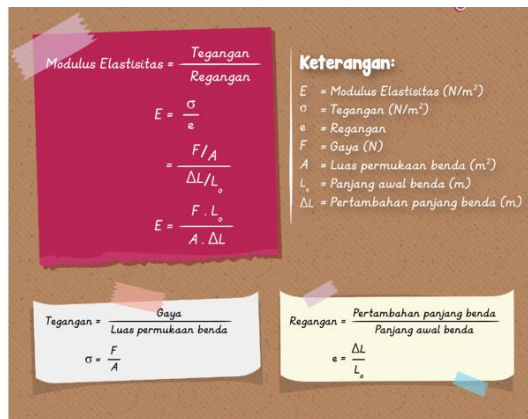 Modulus Elastisitas = Tegangan / Regangan
E = σ / e
= F/A / ΔL/L₀
E = F . L₀ / A . ΔL
Keterangan:
E = Modulus Elastisitas (N/m²)
σ = Tegangan (N/m²)
e = Regangan
F = Gaya (N)
A = Luas permukaan benda (m²)
L₀ = Panjang awal benda (m)
ΔL = Pertambahan panjang benda (m)
Tegangan = Gaya / Luas permukaan benda
σ = F / A
Regangan = Pertambahan panjang benda / Panjang awal benda
e = ΔL / L₀